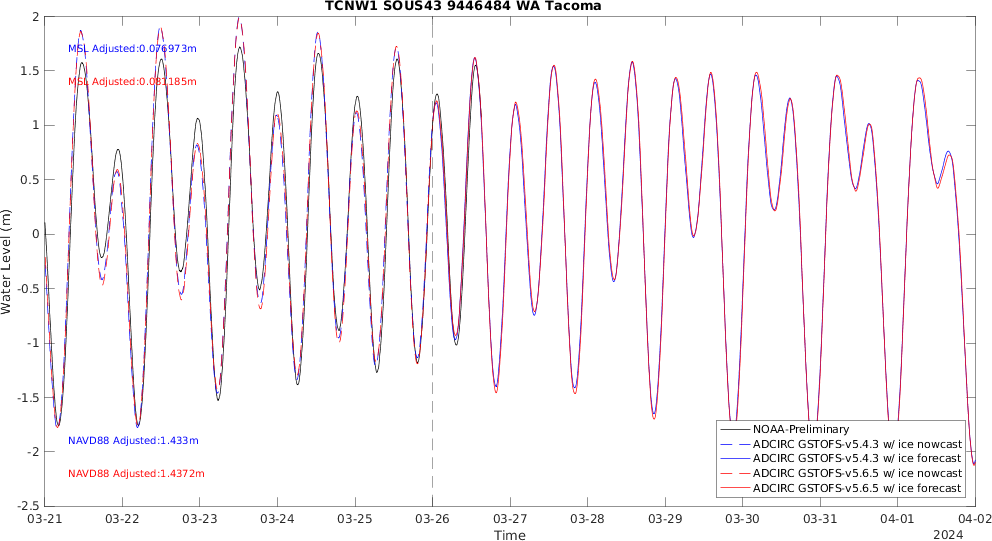 TCNW1 SOUS43 9446484 WA Tacoma
2
1.5
1
0.5
0
-0.5
-1
-1.5
-2
-2.5
Water Level (m)
MSL Adjusted:0.076973m
MSL Adjusted:0.081185m
NAVD88 Adjusted:1.433m
NAVD88 Adjusted:1.4372m
NOAA-Preliminary
ADCIRC GSTOFS-v5.4.3 w/ ice nowcast
ADCIRC GSTOFS-v5.4.3 w/ ice forecast
ADCIRC GSTOFS-v5.6.5 w/ ice nowcast
ADCIRC GSTOFS-v5.6.5 w/ ice forecast
03-21 03-22 03-23 03-24 03-25 03-26 03-27 03-28 03-29 03-30 03-31 04-01 04-02
Time
2024